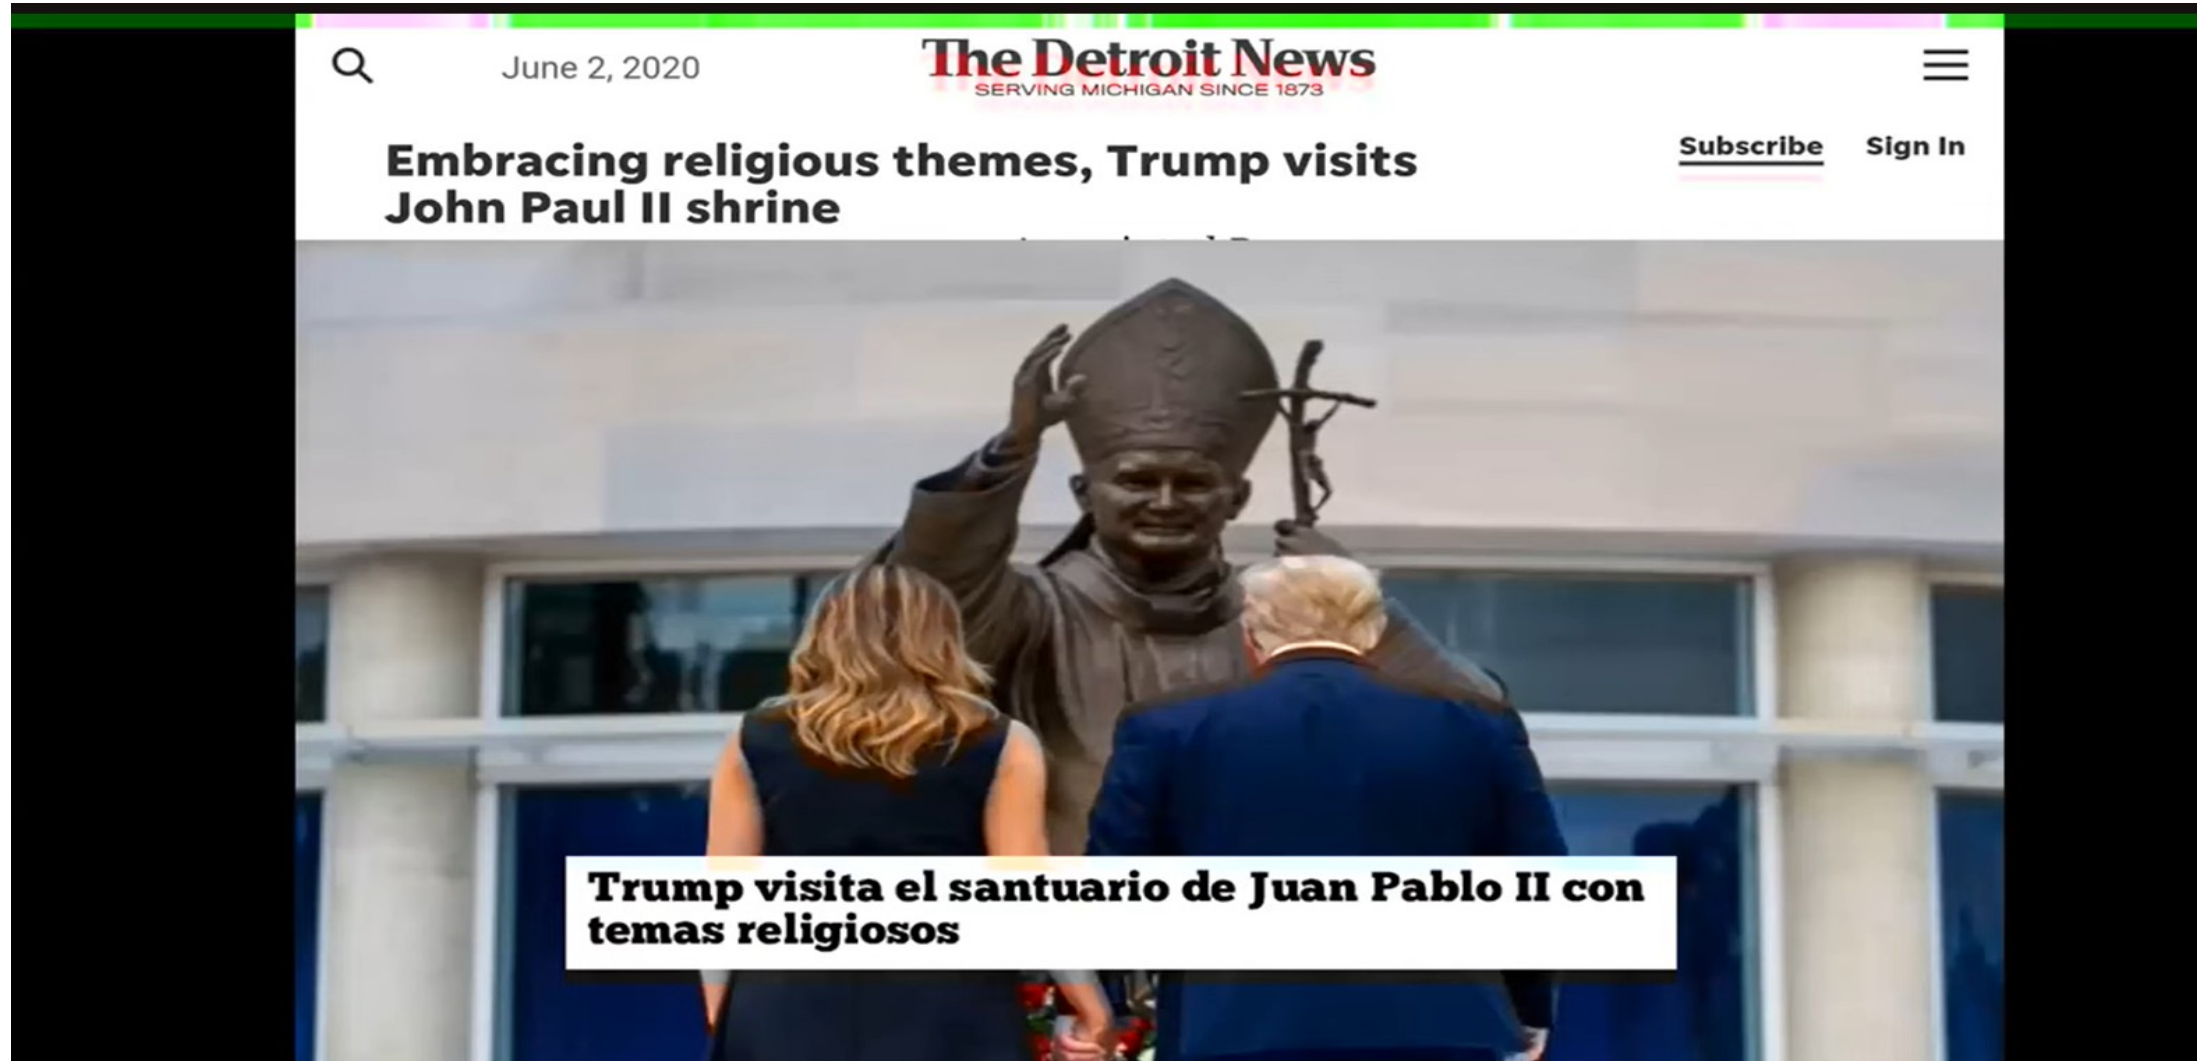 June 2, 2020
The Detroit News
SERVING MICHIGAN SINCE 1873
Subscribe Sign In
Embracing religious themes, Trump visits
John Paul II shrine
Trump visita el santuario de Juan Pablo II con
temas religiosos